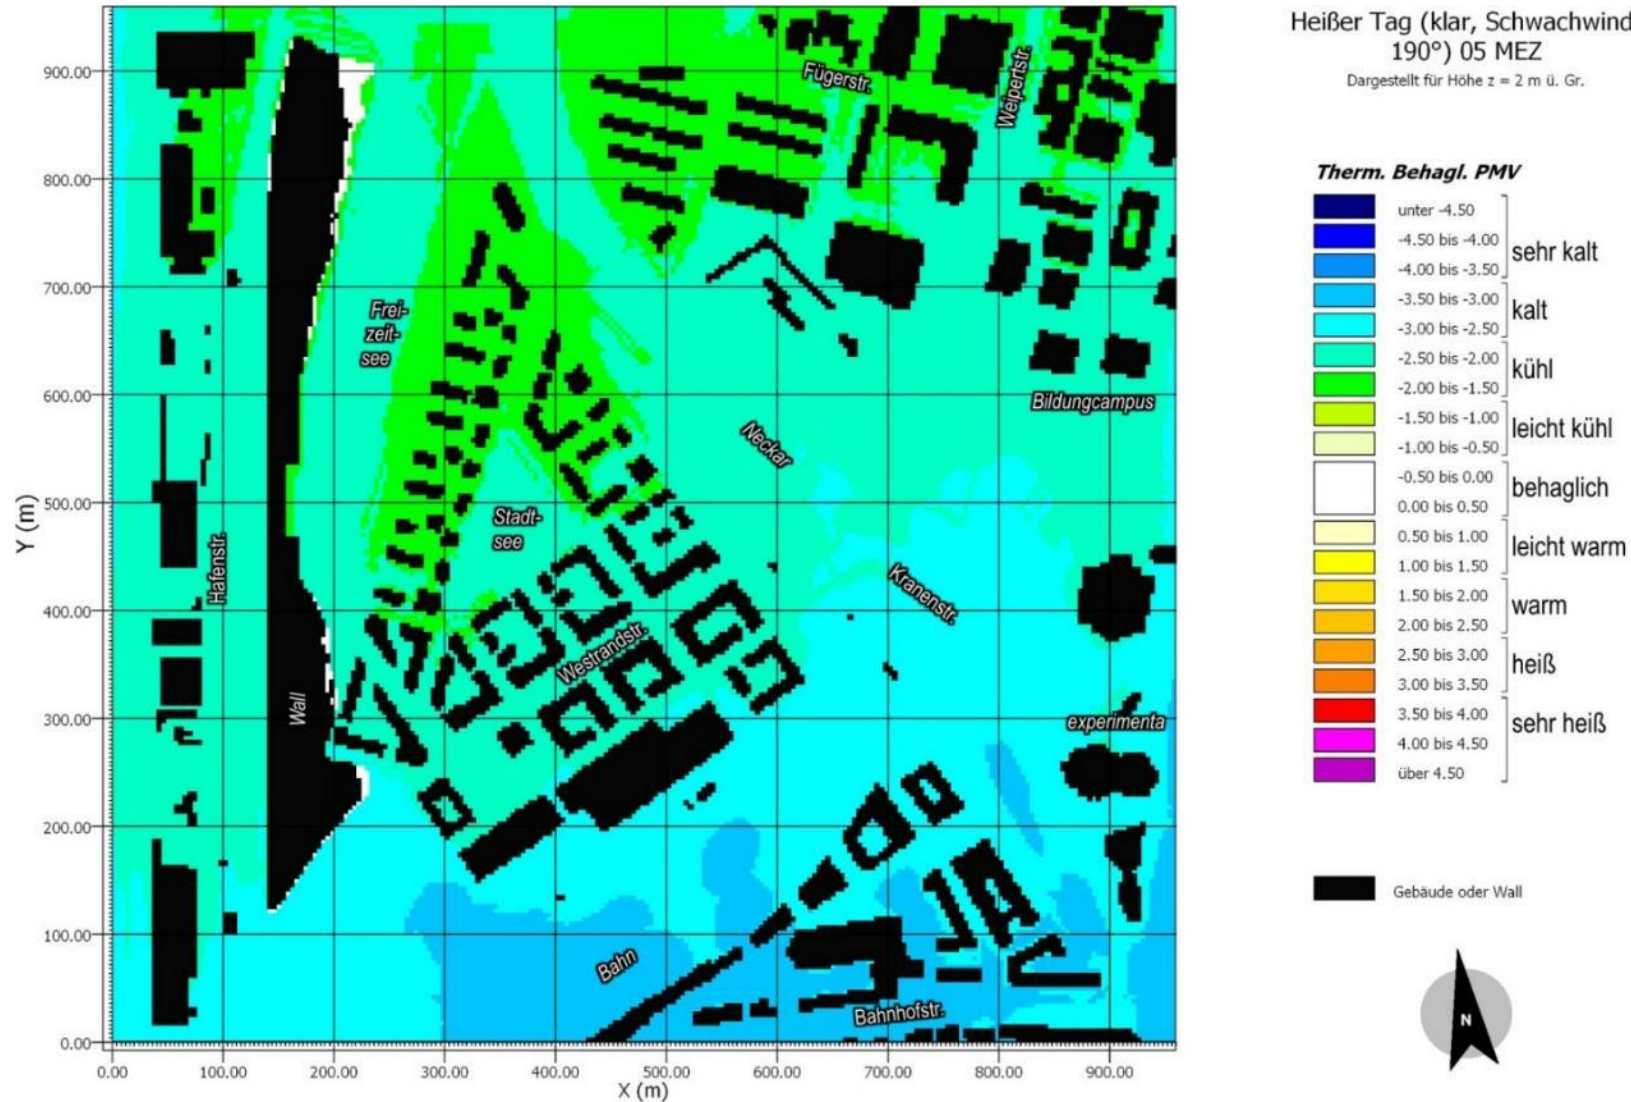 Heißer Tag (klar, Schwachwind
190°) 05 MEZ
Dargestellt für Höhe z = 2 m ü. Gr.
Therm. Behagl. PMV
unter -4.50
-4.50 bis -4.00
-4.00 bis -3.50
sehr kalt
-3.50 bis -3.00
-3.00 bis -2.50
kalt
-2.50 bis -2.00
-2.00 bis -1.50
kühl
-1.50 bis -1.00
-1.00 bis -0.50
leicht kühl
-0.50 bis 0.00
0.00 bis 0.50
behaglich
0.50 bis 1.00
1.00 bis 1.50
leicht warm
1.50 bis 2.00
2.00 bis 2.50
warm
2.50 bis 3.00
3.00 bis 3.50
heiß
3.50 bis 4.00
4.00 bis 4.50
über 4.50
sehr heiß
Gebäude oder Wall
N
Y (m)
900.00
800.00
700.00
600.00
500.00
400.00
300.00
200.00
100.00
0.00
0.00 100.00 200.00 300.00 400.00 500.00 600.00 700.00 800.00 900.00
X (m)
Fügerstr.
Weipertstr.
Frei-
zeit-
see
Bildungcampus
Neckar
Stadt-
see
Hafenstr.
Kranenstr.
Westrandstr.
Wall
experimenta
Bahn
Bahnhofstr.